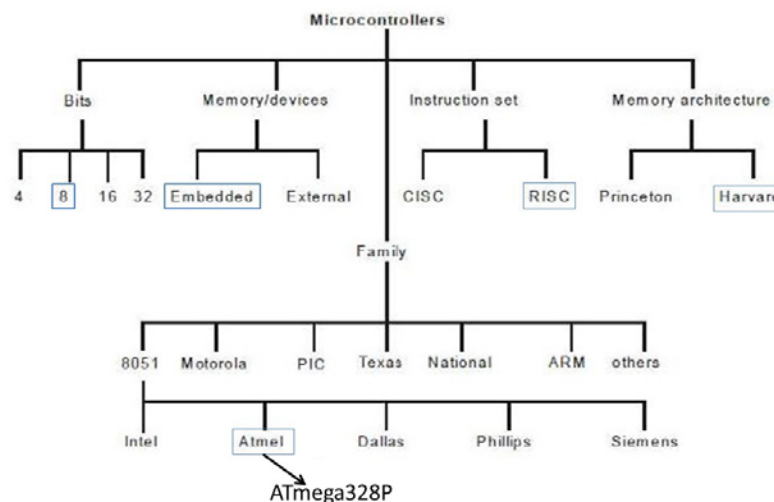 Microcontrollers
Bits Memory/devices Instruction set Memory architecture
4 8 16 32 Embedded External CISC RISC Princeton Harvard
Family
8051 Motorola PIC Texas National ARM others
Intel Atmel Dallas Phillips Siemens
ATmega328P